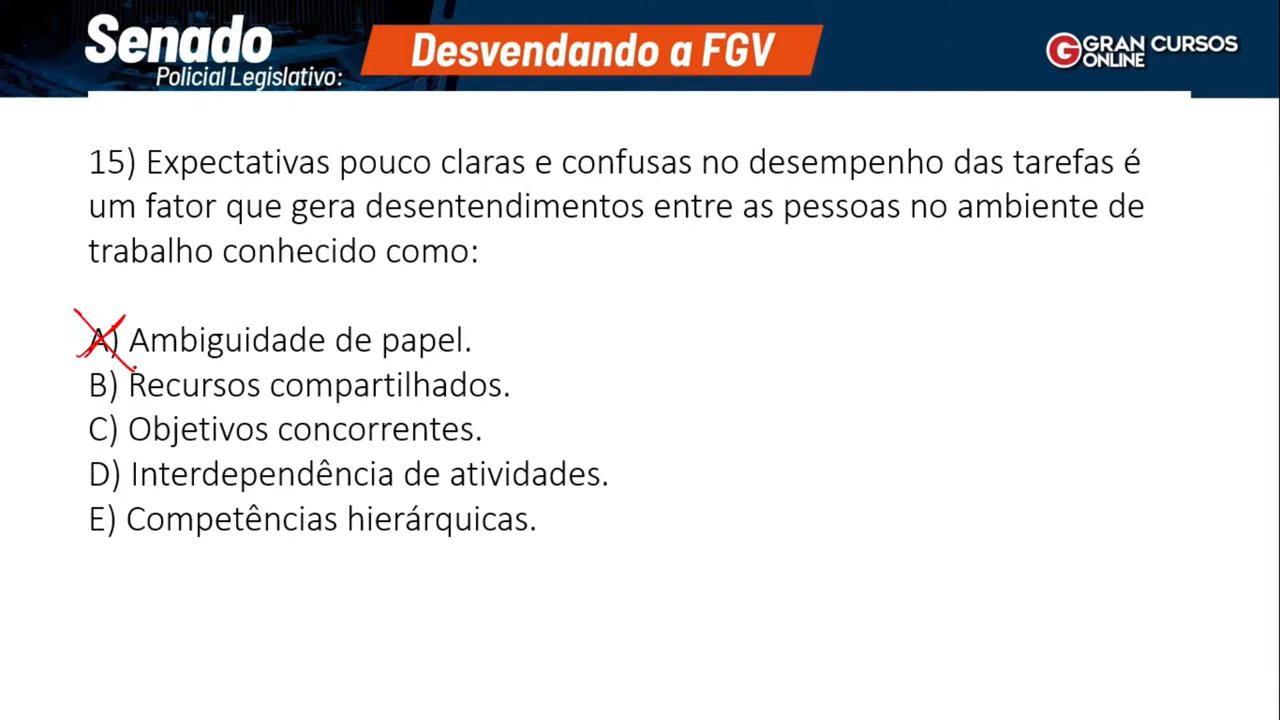 Senado
Policial Legislativo:
Desvendando a FGV
GRAN CURSOS
ONLINE
15) Expectativas pouco claras e confusas no desempenho das tarefas é
um fator que gera desentendimentos entre as pessoas no ambiente de
trabalho conhecido como:
A) Ambiguidade de papel.
B) Recursos compartilhados.
C) Objetivos concorrentes.
D) Interdependência de atividades.
E) Competências hierárquicas.